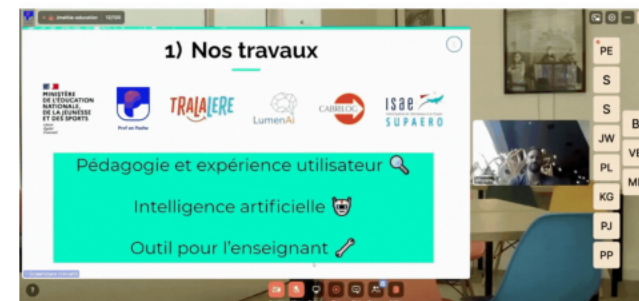 1) Nos travaux
MINISTÈRE
DE L'ÉDUCATION
NATIONALE,
DE LA JEUNESSE
ET DES SPORTS
Prof en Poche
TRALALERE
LumenAi
CABRILOG
ISAE
SUPAERO
Pédagogie et expérience utilisateur
Intelligence artificielle
Outil pour l'enseignant
PE
S
S
JW
PL
KG
PJ
PP